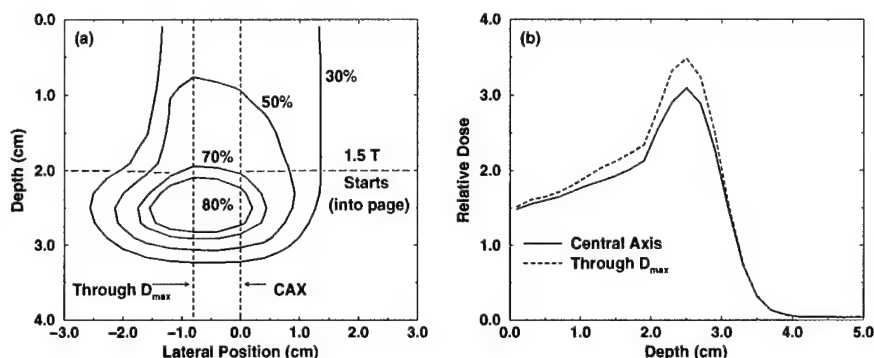 (a)
0.0
1.0
2.0
3.0
4.0
Depth (cm)
30%
50%
70%
80%
1.5 T
Starts
(into page)
Through Dmax
CAX
-3.0 -2.0 -1.0 0.0 1.0 2.0 3.0
Lateral Position (cm)
(b)
4.0
3.0
2.0
1.0
0.0
Relative Dose
Central Axis
Through Dmax
0.0 1.0 2.0 3.0 4.0 5.0
Depth (cm)